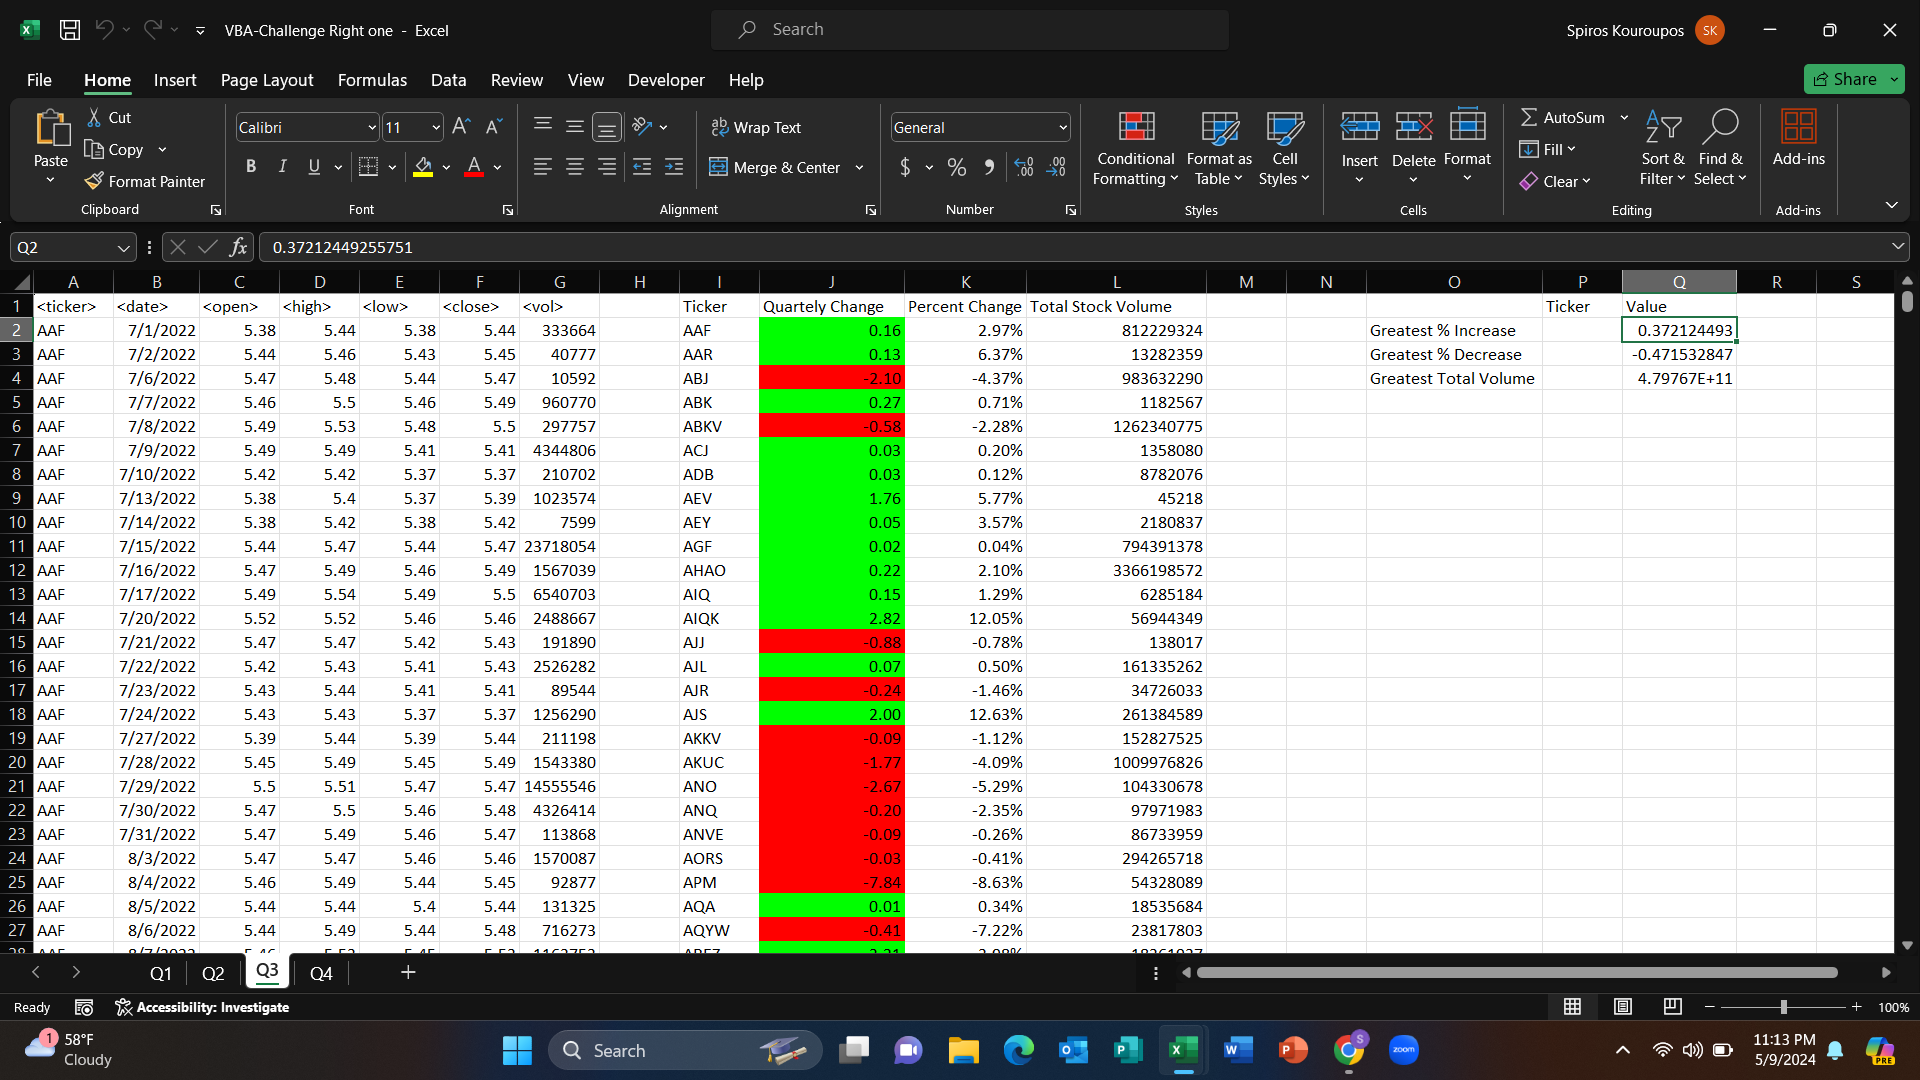 VBA-Challenge Right one - Excel
Search
Spiros Kouroupos SK
File Home Insert Page Layout Formulas Data Review View Developer Help
Share
Paste
Cut
Copy
Format Painter
Clipboard
Calibri 11
B I U
Font
Wrap Text
Merge & Center
Alignment
General
$ % ,
Number
Conditional Formatting
Format as Table
Cell Styles
Styles
Insert Delete Format
Cells
AutoSum
Fill
Clear
Sort & Filter
Find & Select
Editing
Add-ins
Add-ins
Q2 fx 0.37212449255751
A B C D E F G H I J K L M N O P Q R S
1 <ticker> <date> <open> <high> <low> <close> <vol> Ticker Quartely Change Percent Change Total Stock Volume Ticker Value
2 AAF 7/1/2022 5.38 5.44 5.38 5.44 333664 AAF 0.16 2.97% 812229324 Greatest % Increase 0.372124493
3 AAF 7/2/2022 5.44 5.46 5.43 5.45 40777 AAR 0.13 6.37% 13282359 Greatest % Decrease -0.471532847
4 AAF 7/6/2022 5.47 5.48 5.44 5.47 10592 ABJ -2.10 -4.37% 983632290 Greatest Total Volume 4.79767E+11
5 AAF 7/7/2022 5.46 5.5 5.46 5.49 960770 ABK 0.27 0.71% 1182567
6 AAF 7/8/2022 5.49 5.53 5.48 5.5 297757 ABKV -0.58 -2.28% 1262340775
7 AAF 7/9/2022 5.49 5.49 5.41 5.41 4344806 ACJ 0.03 0.20% 1358080
8 AAF 7/10/2022 5.42 5.42 5.37 5.37 210702 ADB 0.03 0.12% 8782076
9 AAF 7/13/2022 5.38 5.4 5.37 5.39 1023574 AEV 1.76 5.77% 45218
10 AAF 7/14/2022 5.38 5.42 5.38 5.42 7599 AEY 0.05 3.57% 2180837
11 AAF 7/15/2022 5.44 5.47 5.44 5.47 23718054 AGF 0.02 0.04% 794391378
12 AAF 7/16/2022 5.47 5.49 5.46 5.49 1567039 AHAO 0.22 2.10% 3366198572
13 AAF 7/17/2022 5.49 5.54 5.49 5.5 6540703 AIQ 0.15 1.29% 6285184
14 AAF 7/20/2022 5.52 5.52 5.46 5.46 2488667 AIQK 2.82 12.05% 56944349
15 AAF 7/21/2022 5.47 5.47 5.42 5.43 191890 AJJ -0.88 -0.78% 138017
16 AAF 7/22/2022 5.42 5.43 5.41 5.43 2526282 AJL 0.07 0.50% 161335262
17 AAF 7/23/2022 5.43 5.44 5.41 5.41 89544 AJR -0.24 -1.46% 34726033
18 AAF 7/24/2022 5.43 5.43 5.37 5.37 1256290 AJS 2.00 12.63% 261384589
19 AAF 7/27/2022 5.39 5.44 5.39 5.44 211198 AKKV -0.09 -1.12% 152827525
20 AAF 7/28/2022 5.45 5.49 5.45 5.49 1543380 AKUC -1.77 -4.09% 1009976826
21 AAF 7/29/2022 5.5 5.51 5.47 5.47 14555546 ANO -2.67 -5.29% 104330678
22 AAF 7/30/2022 5.47 5.5 5.46 5.48 4326414 ANQ -0.20 -2.35% 97971983
23 AAF 7/31/2022 5.47 5.49 5.46 5.47 113868 ANVE -0.09 -0.26% 86733959
24 AAF 8/3/2022 5.47 5.47 5.46 5.46 1570087 AORS -0.03 -0.41% 294265718
25 AAF 8/4/2022 5.46 5.49 5.44 5.45 92877 APM -7.84 -8.63% 54328089
26 AAF 8/5/2022 5.44 5.44 5.4 5.44 131325 AQA 0.01 0.34% 18535684
27 AAF 8/6/2022 5.44 5.49 5.44 5.48 716273 AQYW -0.41 -7.22% 23817803
Q1 Q2 Q3 Q4
Ready Accessibility: Investigate 100%
1 58°F
Cloudy
Search
zoom
11:13 PM
5/9/2024
PRE